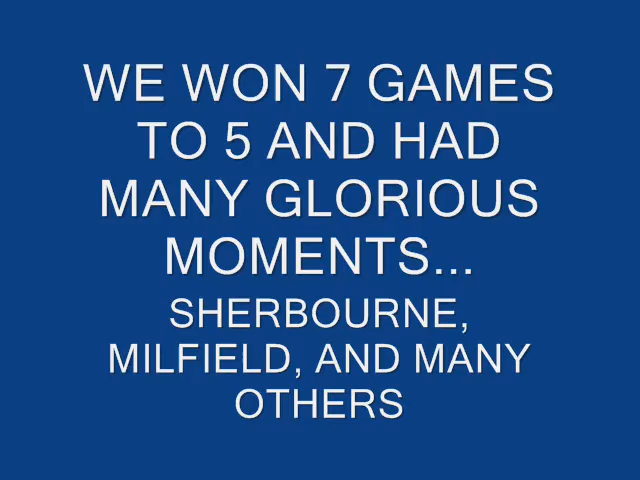 WE WON 7 GAMES
TO 5 AND HAD
MANY GLORIOUS
MOMENTS...
SHERBOURNE,
MILFIELD, AND MANY
OTHERS